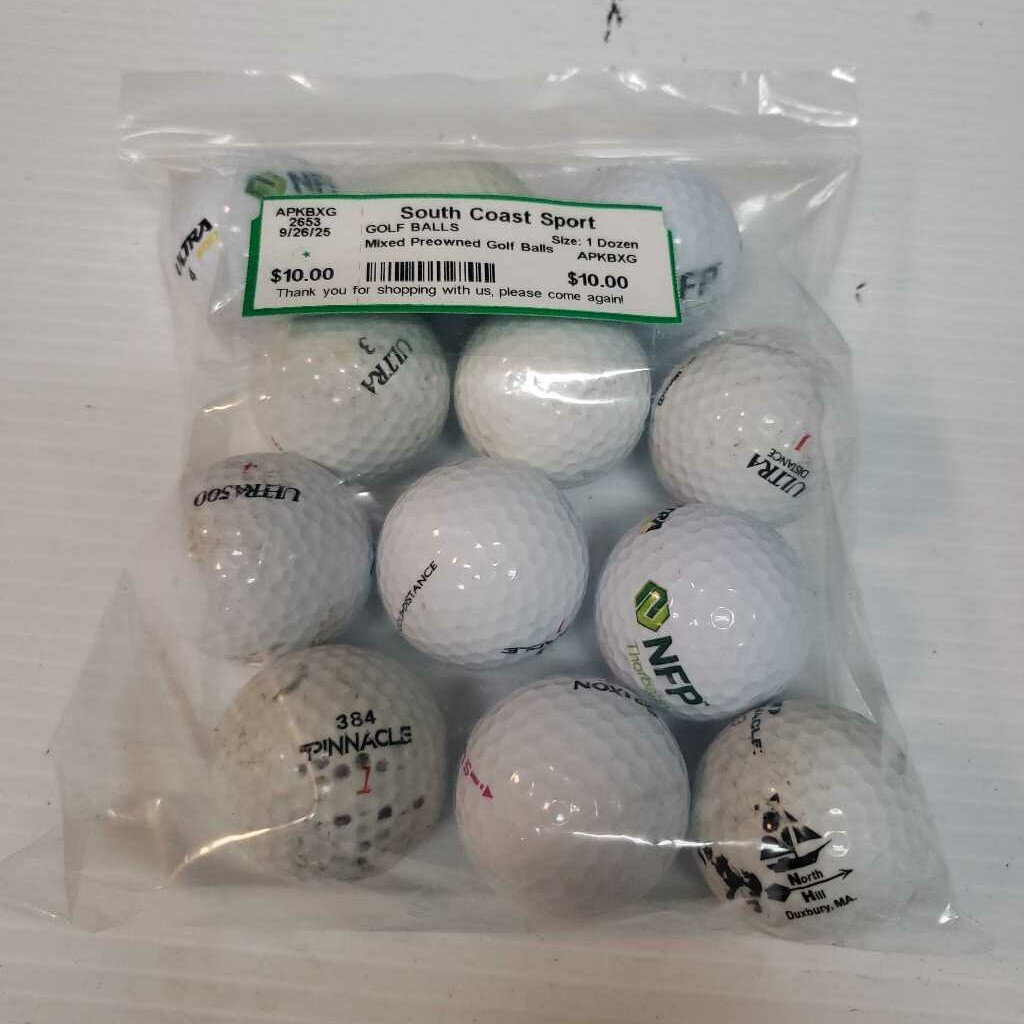 NFP
ULTRA
4
APKBXG
2653
9/26/25
South Coast Sport
GOLF BALLS
Mixed Preowned Golf Balls
Size: 1 Dozen
APKBXG
$10.00
$10.00
Thank you for shopping with us, please come again!
NFP
ULTRA
3
1
ULTRA
DISTANCE
ULTRA 500
DISTANCE
NFP
384
PINNACLE
1
North
Hill
Duxbury, MA.